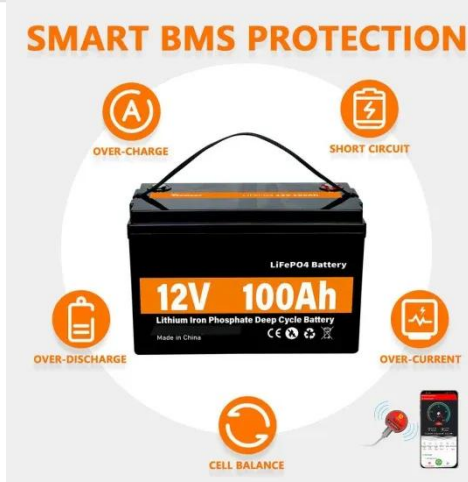 SMART BMS PROTECTION
A
OVER-CHARGE
SHORT CIRCUIT
LiFePO4 Battery
12V 100Ah
Lithium Iron Phosphate Deep Cycle Battery
Made in China
CE
OVER-DISCHARGE
OVER-CURRENT
CELL BALANCE